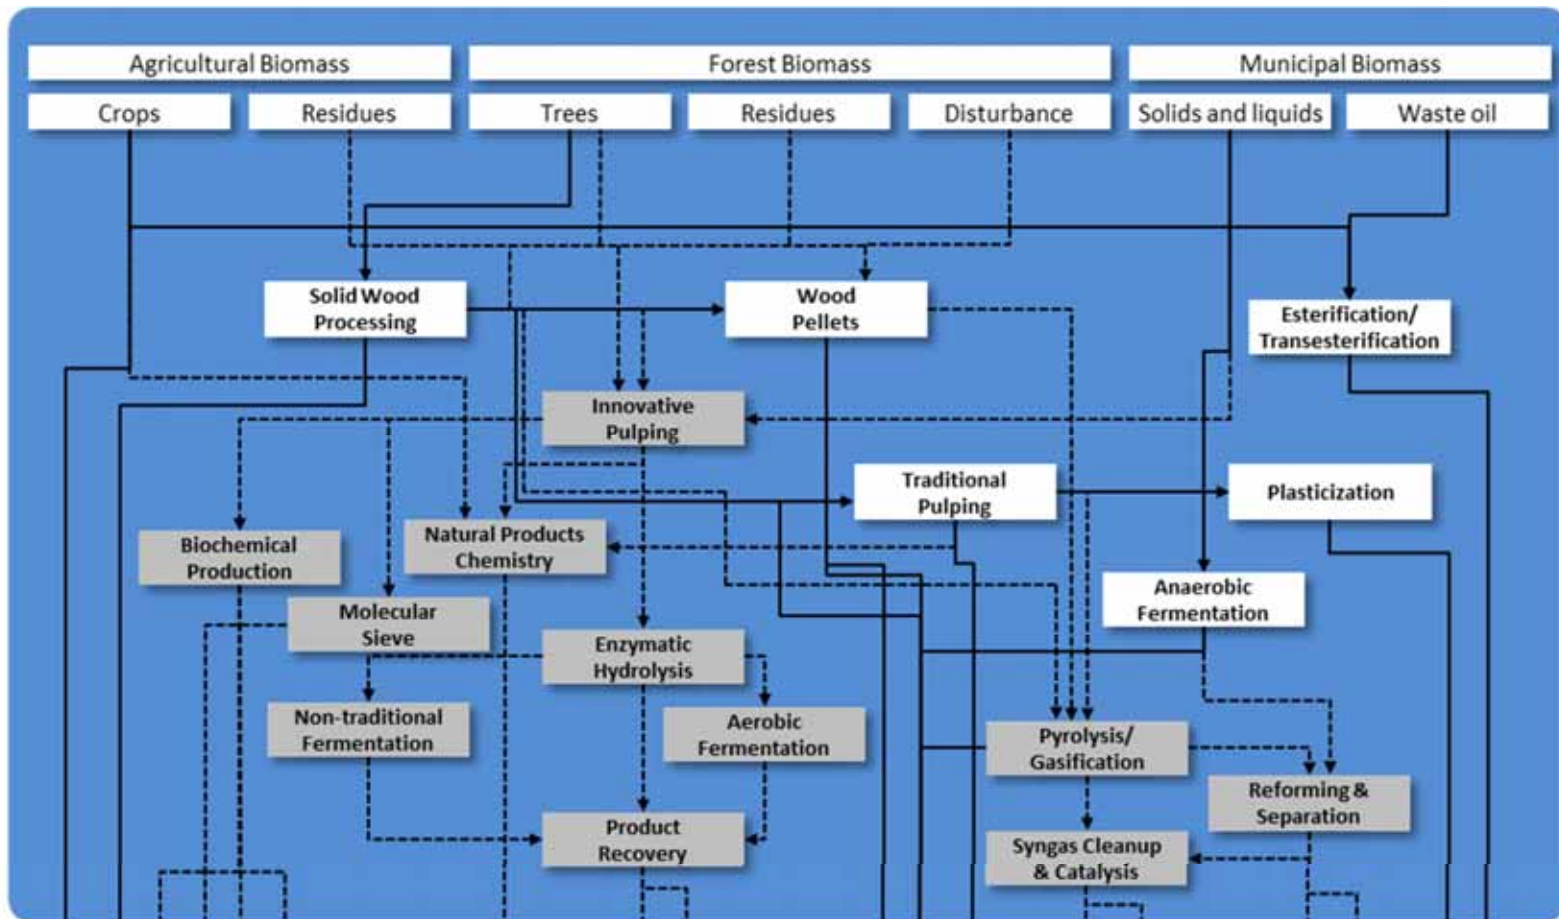 Agricultural Biomass
Forest Biomass
Municipal Biomass
Crops
Residues
Trees
Residues
Disturbance
Solids and liquids
Waste oil
Solid Wood
Processing
Wood
Pellets
Esterification/
Transesterification
Innovative
Pulping
Traditional
Pulping
Plasticization
Natural Products
Chemistry
Biochemical
Production
Anaerobic
Fermentation
Molecular
Sieve
Enzymatic
Hydrolysis
Non-traditional
Fermentation
Aerobic
Fermentation
Pyrolysis/
Gasification
Reforming &
Separation
Product
Recovery
Syngas Cleanup
& Catalysis